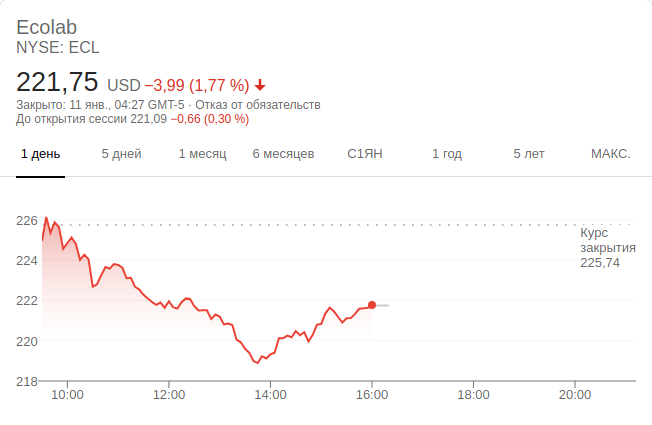 Ecolab
NYSE: ECL
221,75 USD −3,99 (1,77 %)
Закрыто: 11 янв., 04:27 GMT-5 · Отказ от обязательств
До открытия сессии 221,09 −0,66 (0,30 %)
1 день 5 дней 1 месяц 6 месяцев С1ЯН 1 год 5 лет МАКС.
226
Курс
закрытия
225,74
224
222
220
218
10:00 12:00 14:00 16:00 18:00 20:00